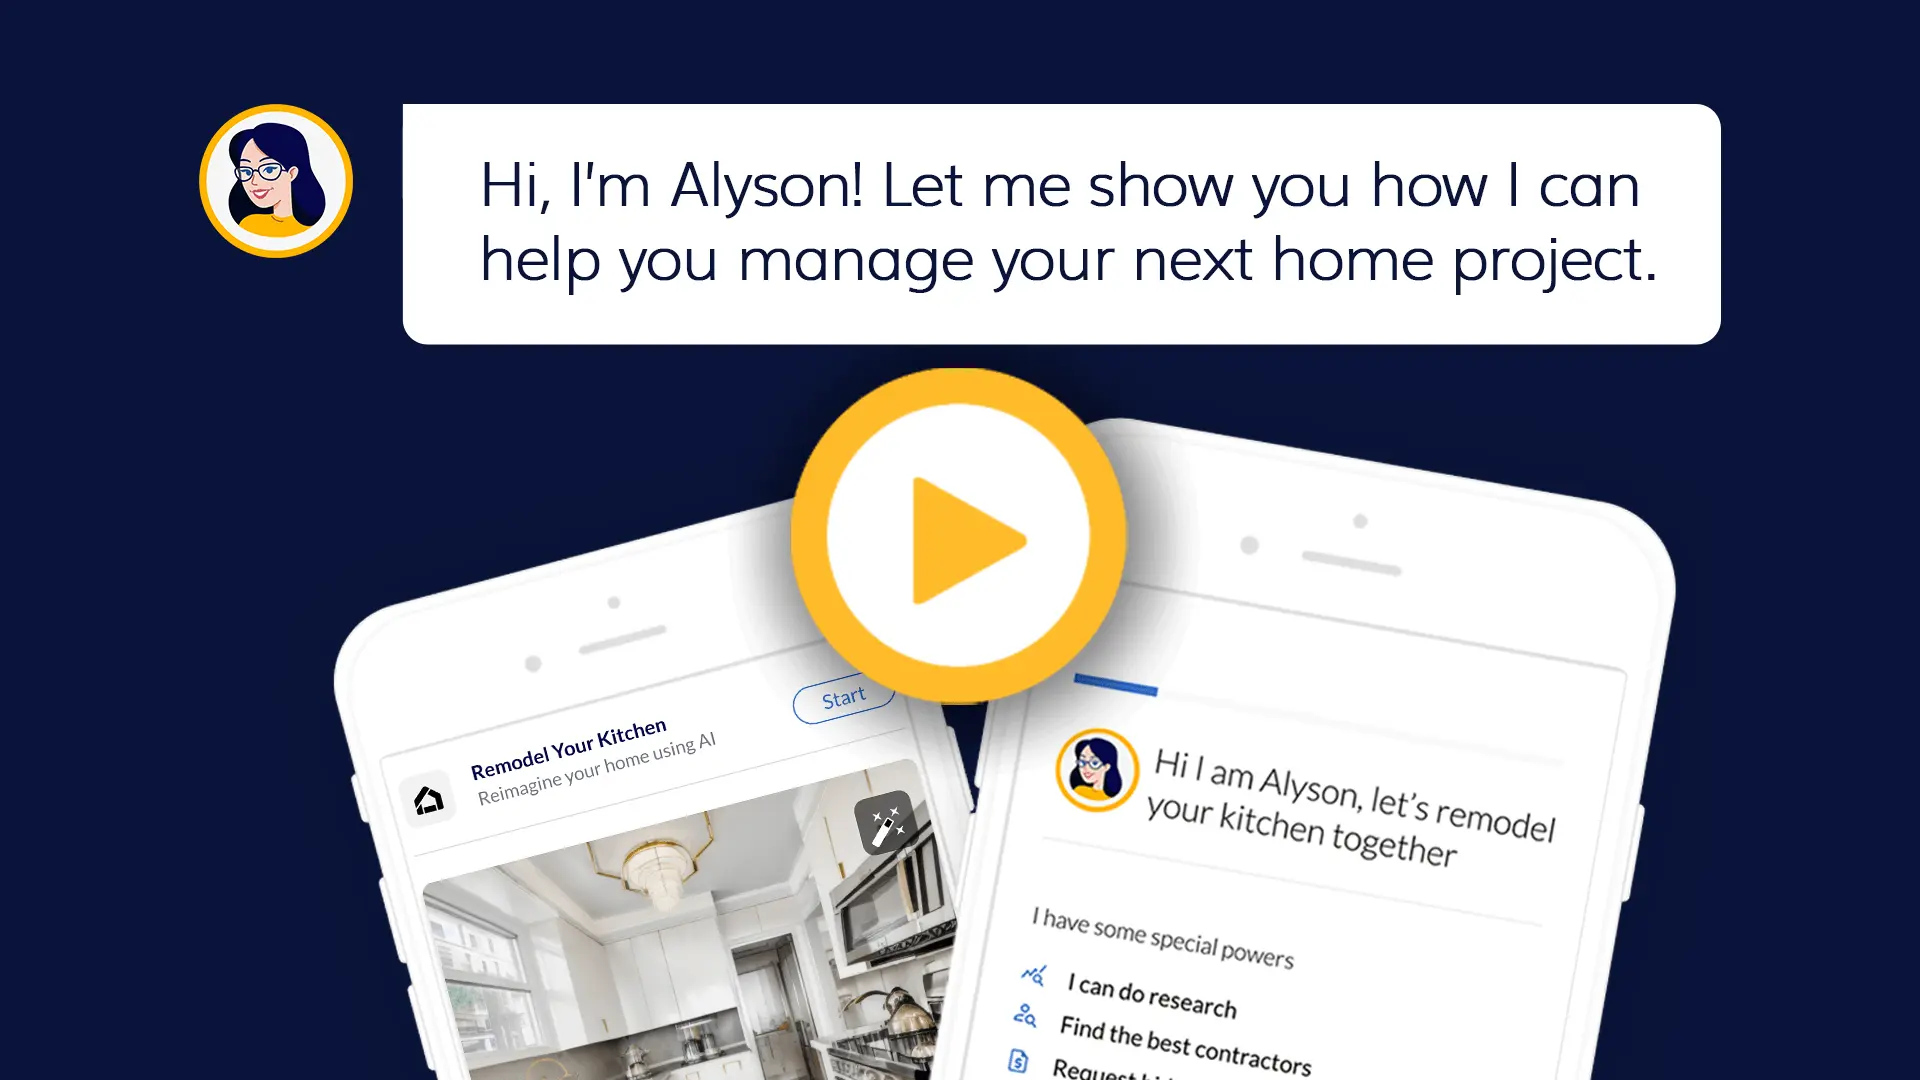 Hi, I'm Alyson! Let me show you how I can
help you manage your next home project.
Start
Remodel Your Kitchen
Reimagine your home using AI
Hi I am Alyson, let's remodel
your kitchen together
I have some special powers
I can do research
Find the best contractors
Request